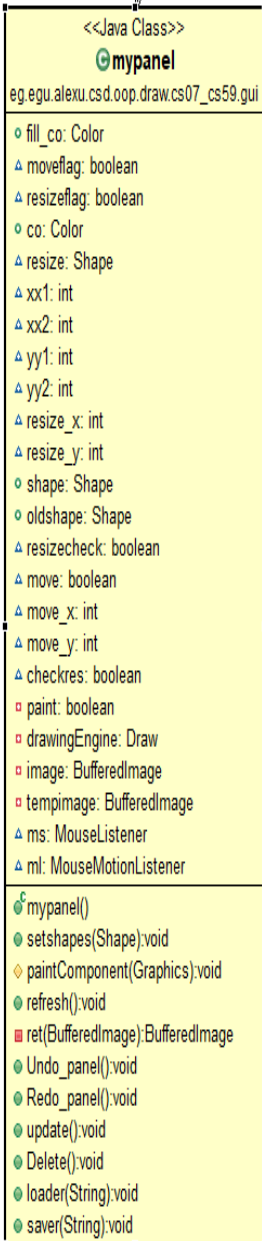 <<Java Class>>
mypanel
eg.egu.alexu.csd.oop.draw.cs07_cs59.gui
fill_co: Color
moveflag: boolean
resizeflag: boolean
co: Color
resize: Shape
xx1: int
xx2: int
yy1: int
yy2: int
resize_x: int
resize_y: int
shape: Shape
oldshape: Shape
resizecheck: boolean
move: boolean
move_x: int
move_y: int
checkres: boolean
paint: boolean
drawingEngine: Draw
image: BufferedImage
tempimage: BufferedImage
ms: MouseListener
ml: MouseMotionListener
mypanel()
setshapes(Shape):void
paintComponent(Graphics):void
refresh():void
ret(BufferedImage):BufferedImage
Undo_panel():void
Redo_panel():void
update():void
Delete():void
loader(String):void
saver(String):void